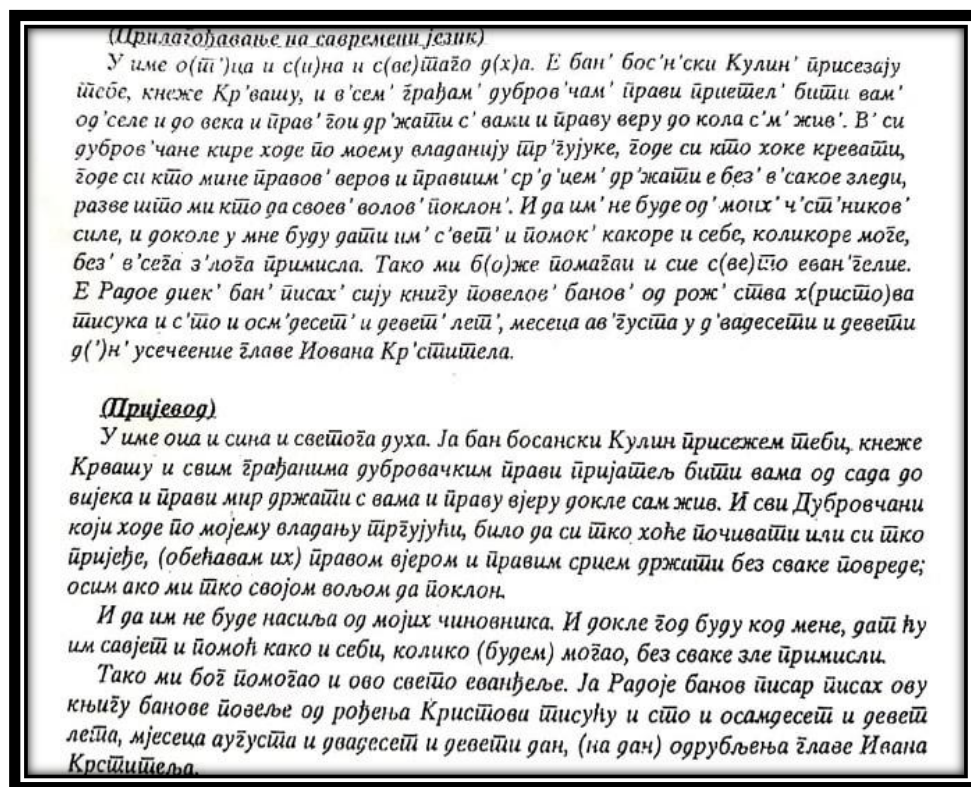 (Прилагођавање на савремени језик)
У име о(т')ца и с(и)на и с(ве)таго д(х)а. Е бан' бос'н'ски Кулин' присезају
тебе, кнеже Кр'вашу, и в'сем' грађам' дубров'чам' прави приетел' бити вам'
од'селе и до века и прав' гои др'жати с' вами и праву веру до кола с'м' жив'. В' си
дубров'чане кире ходе по моему владанију тр'гујуке, годе си кто хоке кревати,
годе си кто мине правов' веров и правиим' ср'д'цем' др'жати е без' в'сакое зледи,
разве што ми кто да своев' волов' поклон'. И да им' не буде од' моих' ч'ст'ников'
силе, и доколе у мне буду дати им' с'вет' и помок' какоре и себе, коликоре може,
без' в'сега з'лога примисла. Тако ми б(о)же помагаи и сие с(ве)то еван'гелие.
Е Радое диек' бан' писах' сију книгу повелов' банов' од рож' ства х(ристо)ва
тисука и с'то и осм'десет' и девет' лет', месеца ав'густа у д'вадесети и девети
д(')н' усечеение главе Иована Кр'ститела.
(Пријевод)
У име оца и сина и светога духа. Ја бан босански Кулин присежем теби, кнеже
Крвашу и свим грађанима дубровачким прави пријатељ бити вама од сада до
вијека и прави мир држати с вама и праву вјеру докле сам жив. И сви Дубровчани
који ходе по мојему владању тргујући, било да си тко хоће почивати или си тко
пријеђе, (обећавам их) правом вјером и правим срцем држати без сваке повреде;
осим ако ми тко својом вољом да поклон.
И да им не буде насиља од мојих чиновника. И докле год буду код мене, дат ћу
им савјет и помоћ како и себи, колико (будем) могао, без сваке зле примисли.
Тако ми бог помогао и ово свето еванђеље. Ја Радоје банов писар писах ову
књигу банове повеље од рођења Кристова тисућу и сто и осамдесет и девет
лета, мјесеца аугуста и двадесет и девети дан, (на дан) одрубљења главе Ивана
Крститеља.